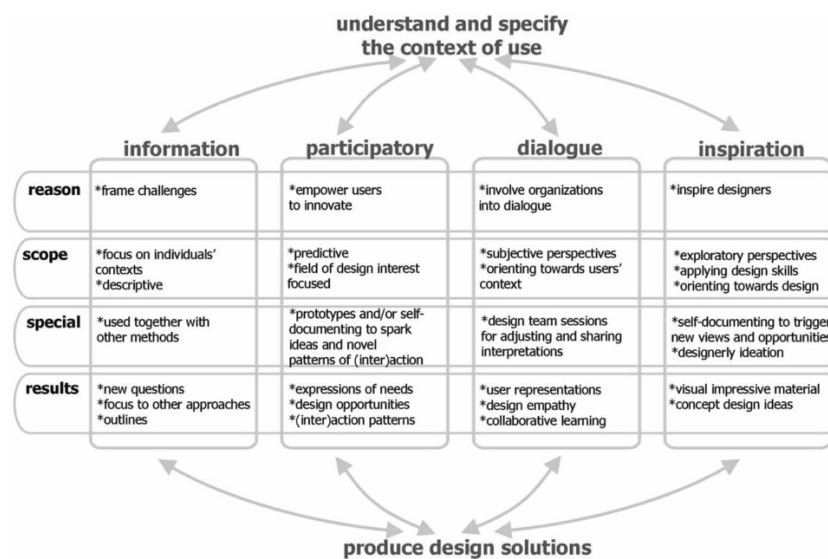 understand and specify
the context of use
information
participatory
dialogue
inspiration
reason
*frame challenges
*empower users
to innovate
*involve organizations
into dialogue
*inspire designers
scope
*focus on individuals'
contexts
*descriptive
*predictive
*field of design interest
focused
*subjective perspectives
*orienting towards users'
context
*exploratory perspectives
*applying design skills
*orienting towards design
special
*used together with
other methods
*prototypes and/or self-
documenting to spark
ideas and novel
patterns of (inter)action
*design team sessions
for adjusting and sharing
interpretations
*self-documenting to trigger
new views and opportunities
*designerly ideation
results
*new questions
*focus to other approaches
*outlines
*expressions of needs
*design opportunities
*(inter)action patterns
*user representations
*design empathy
*collaborative learning
*visual impressive material
*concept design ideas
produce design solutions